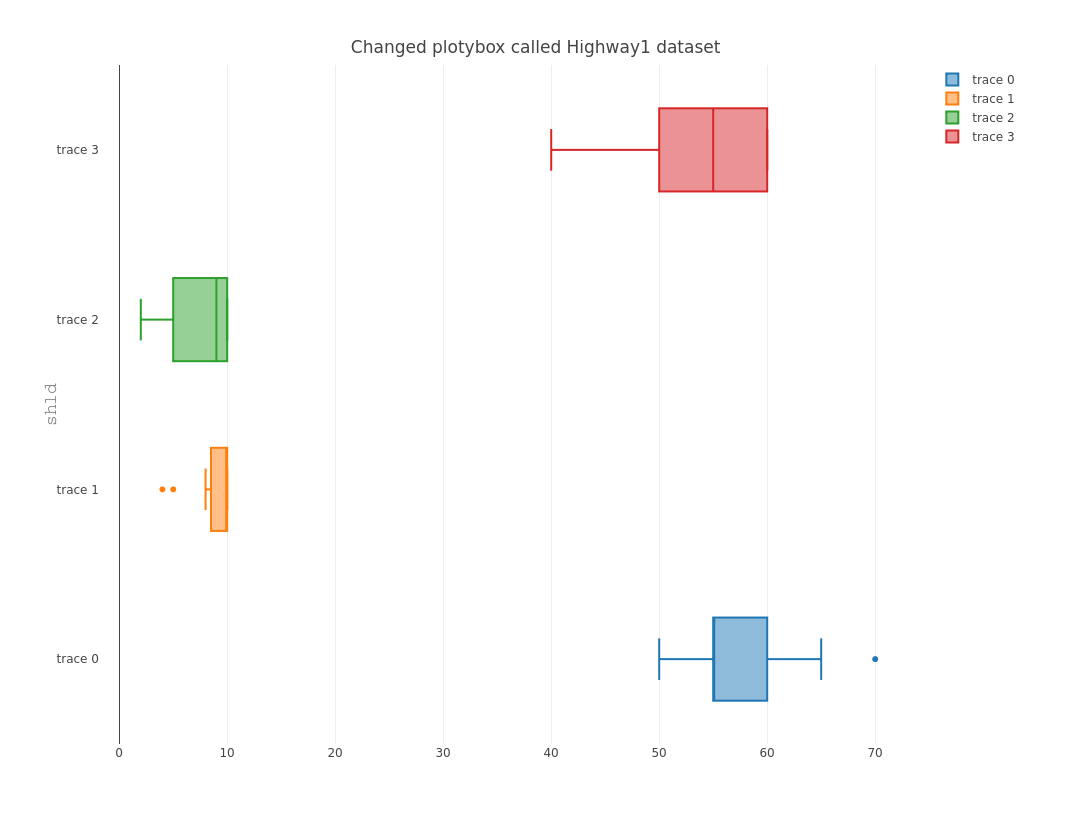 Changed plotybox called Highway1 dataset
trace 0
trace 1
trace 2
trace 3
trace 3
trace 2
trace 1
trace 0
shld
0 10 20 30 40 50 60 70